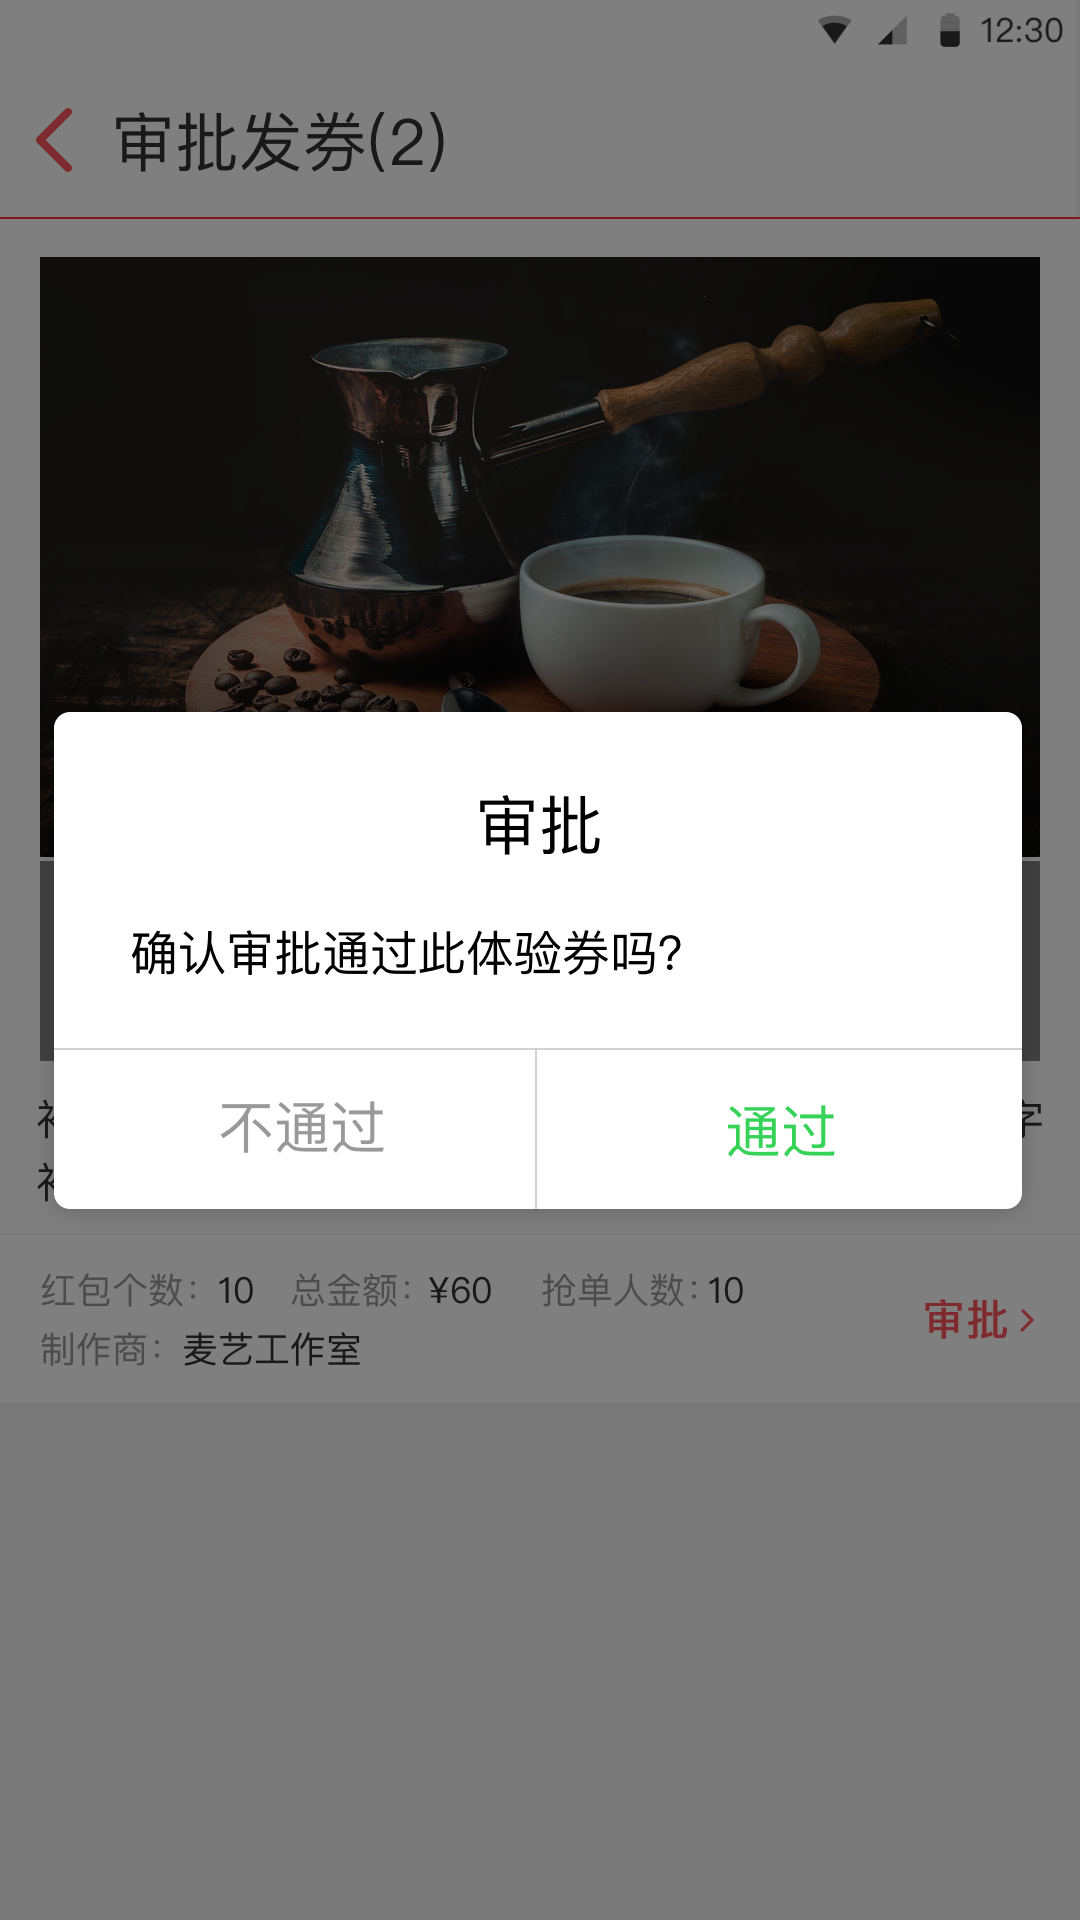 12:30
审批发券(2)
审批
确认审批通过此体验券吗?
不通过 通过
字
红包个数：10 总金额：¥60 抢单人数：10
制作商：麦艺工作室
审批 >